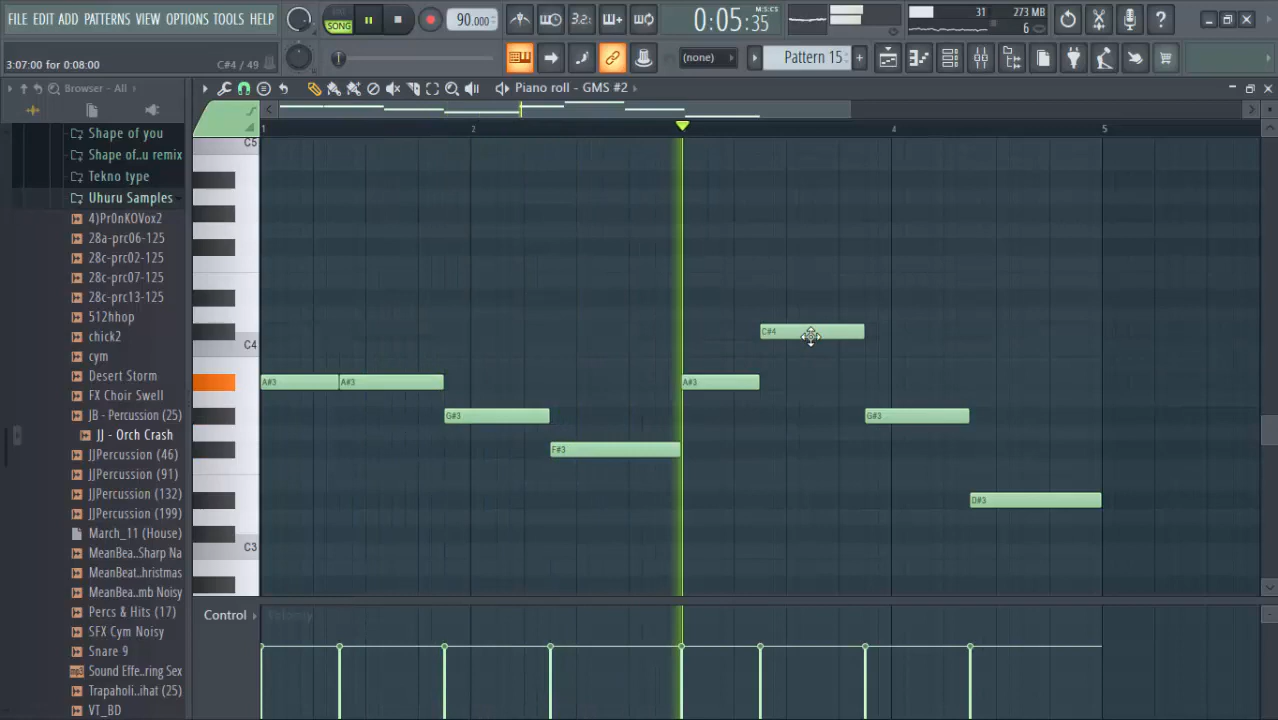 FILE EDIT ADD PATTERNS VIEW OPTIONS TOOLS HELP
PAT
SONG
90.000
3.2:
0:05:35
M:S:CS
31
273 MB
6
3:07:00 for 0:08:00
C#4 / 49
(none)
Pattern 15
Browser - All
Piano roll - GMS #2
Shape of you
Shape of..u remix
Tekno type
Uhuru Samples
4)Pr0nKOVox2
28a-prc06-125
28c-prc02-125
28c-prc07-125
28c-prc13-125
512hhop
chick2
cym
Desert Storm
FX Choir Swell
JB - Percussion (25)
JJ - Orch Crash
JJPercussion (46)
JJPercussion (91)
JJPercussion (132)
JJPercussion (199)
March_11 (House)
MeanBea..Sharp Na
MeanBeat..hristmas
MeanBea..mb Noisy
Percs & Hits (17)
SFX Cym Noisy
Snare 9
Sound Effe..ring Sex
Trapaholi..ihat (25)
VT_BD
1
2
4
5
C5
C4
C3
A#3
A#3
G#3
F#3
A#3
C#4
G#3
D#3
Control
Velocity